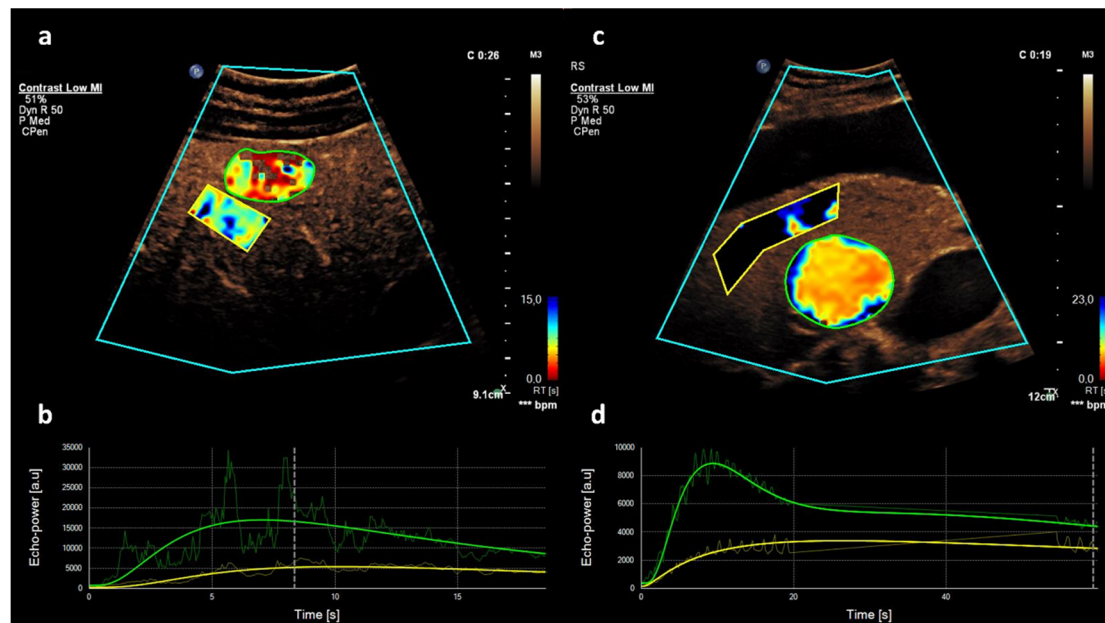 a
C 0:26
M3
P
Contrast Low MI
51%
Dyn R 50
P Med
CPen
15,0
0,0
RT [s]
*** bpm
9.1cm
X
c
C 0:19
M3
RS
P
Contrast Low MI
53%
Dyn R 50
P Med
CPen
23,0
0,0
RT [s]
*** bpm
12cm
b
Echo-power [a.u]
35000
30000
25000
20000
15000
10000
5000
0
0
5
10
15
Time [s]
d
Echo-power [a.u]
10000
8000
6000
4000
2000
0
0
20
40
Time [s]